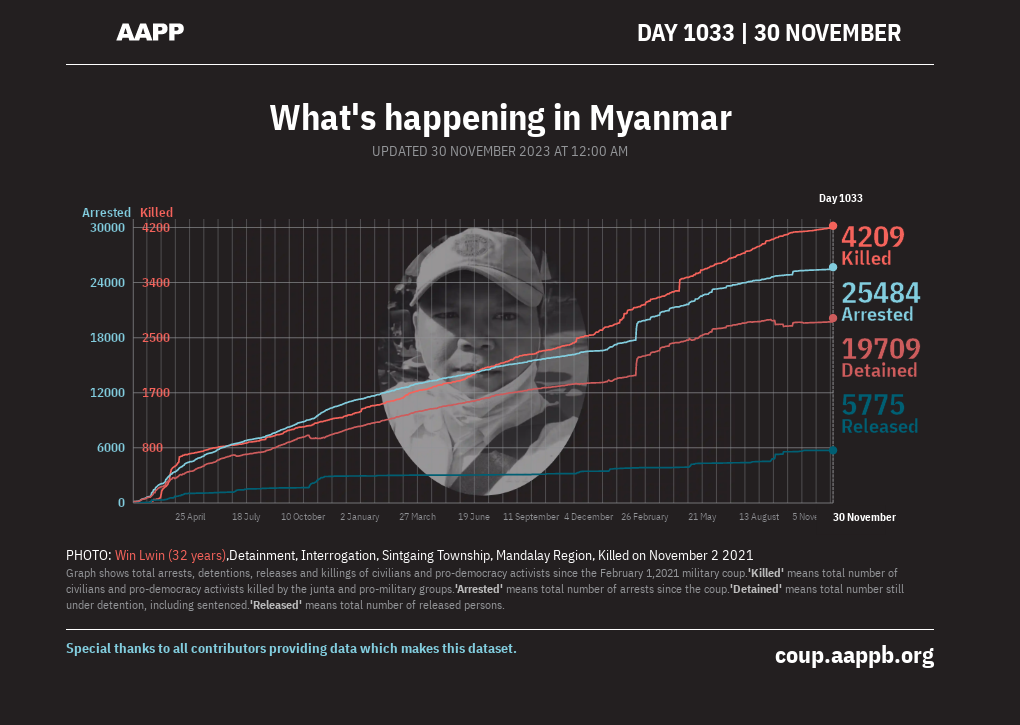 AAPP
DAY 1033 | 30 NOVEMBER
What's happening in Myanmar
UPDATED 30 NOVEMBER 2023 AT 12:00 AM
Day 1033
Arrested Killed
30000 4200
4209
Killed
24000 3400
25484
Arrested
18000 2500
19709
Detained
12000 1700
5775
Released
6000 800
0
25 April 18 July 10 October 2 January 27 March 19 June 11 September 4 December 26 February 21 May 13 August 5 Nov 30 November
PHOTO: Win Lwin (32 years),Detainment, Interrogation, Sintgaing Township, Mandalay Region, Killed on November 2 2021
Graph shows total arrests, detentions, releases and killings of civilians and pro-democracy activists since the February 1,2021 military coup.'Killed' means total number of
civilians and pro-democracy activists killed by the junta and pro-military groups.'Arrested' means total number of arrests since the coup.'Detained' means total number still
under detention, including sentenced.'Released' means total number of released persons.
Special thanks to all contributors providing data which makes this dataset.
coup.aappb.org